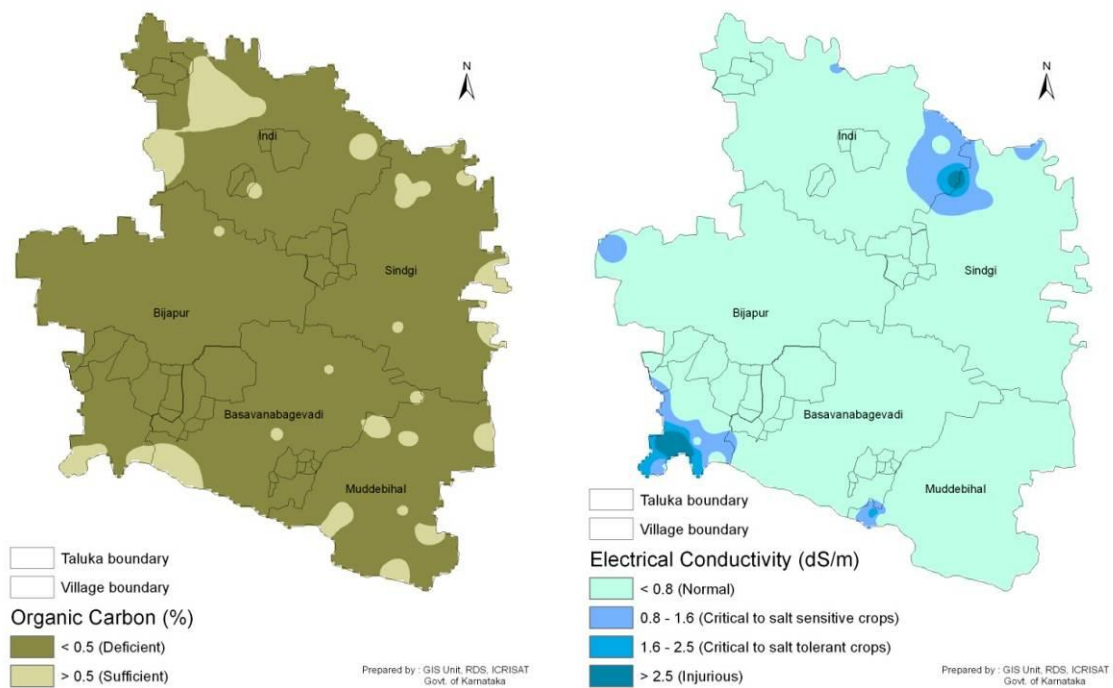 N
Indi
Sindgi
Bijapur
Basavanabagevadi
Muddebihal
Taluka boundary
Village boundary
Organic Carbon (%)
< 0.5 (Deficient)
> 0.5 (Sufficient)
Prepared by : GIS Unit, RDS, ICRISAT
Govt. of Karnataka
N
Indi
Sindgi
Bijapur
Basavanabagevadi
Muddebihal
Taluka boundary
Village boundary
Electrical Conductivity (dS/m)
< 0.8 (Normal)
0.8 - 1.6 (Critical to salt sensitive crops)
1.6 - 2.5 (Critical to salt tolerant crops)
> 2.5 (Injurious)
Prepared by : GIS Unit, RDS, ICRISAT
Govt. of Karnataka